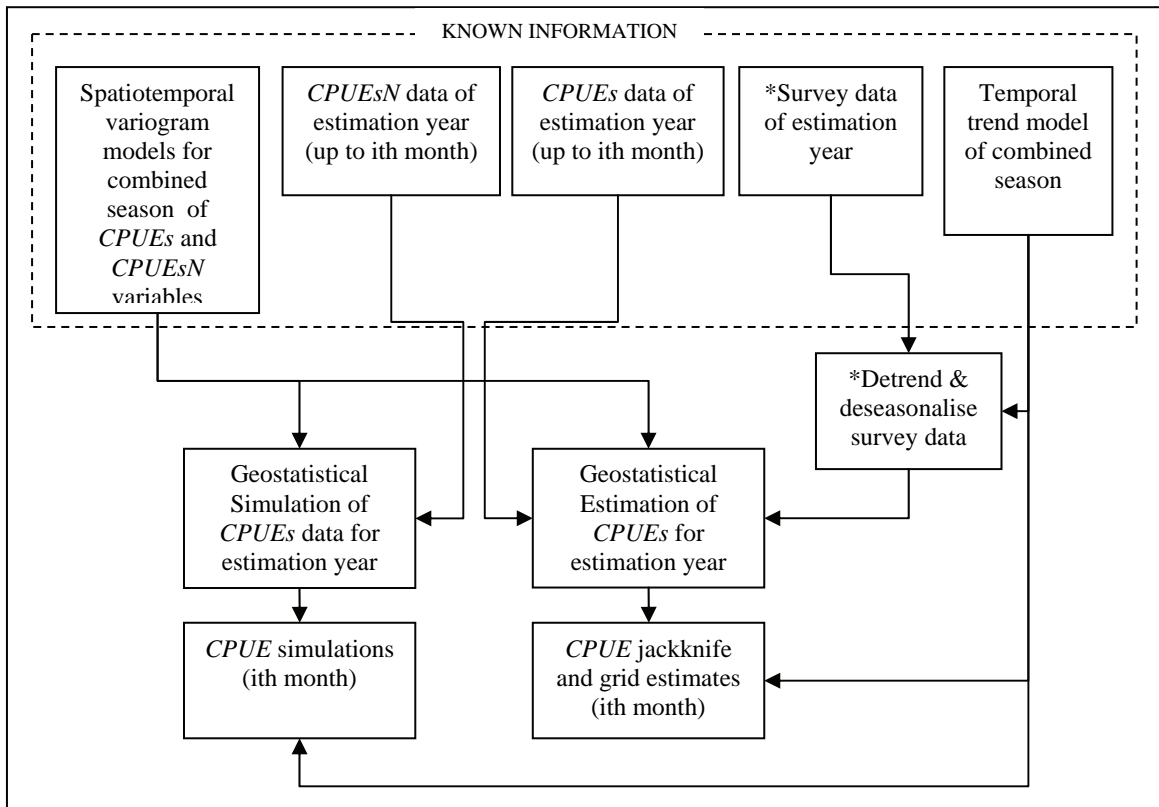 KNOWN INFORMATION
Spatiotemporal
variogram
models for
combined
season of
CPUEs and
CPUEsN
variables
CPUEsN data of
estimation year
(up to ith month)
CPUEs data of
estimation year
(up to ith month)
*Survey data
of estimation
year
Temporal
trend model
of combined
season
*Detrend &
deseasonalise
survey data
Geostatistical
Simulation of
CPUEs data for
estimation year
Geostatistical
Estimation of
CPUEs for
estimation year
CPUE simulations
(ith month)
CPUE jackknife
and grid estimates
(ith month)